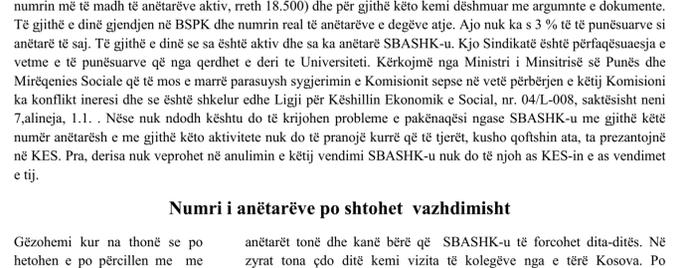 numrin më të madh të anëtarëve aktiv, rreth 18.500) dhe për gjithë këto kemi dëshmuar me argumnte e dokumente.
Të gjithë e dinë gjendjen në BSPK dhe numrin real të anëtarëve e degëve atje. Ajo nuk ka s 3 % të të punësuarve si
anëtarë të saj. Të gjithë e dinë se sa është aktiv dhe sa ka anëtarë SBASHK-u. Kjo Sindikatë është përfaqësuaesja e
vetme e të punësuarve që nga qerdhet e deri te Universiteti. Kërkojmë nga Ministri i Minsitrisë së Punës dhe
Mirëqenies Sociale që të mos e marrë parasuysh sygjerimin e Komisionit sepse në vetë përbërjen e këtij Komisioni
ka konflikt ineresi dhe se është shkelur edhe Ligji për Këshillin Ekonomik e Social, nr. 04/L-008, saktësisht neni
7,alineja, 1.1. . Nëse nuk ndodh kështu do të krijohen probleme e pakënaqësi ngase SBASHK-u me gjithë këtë
numër anëtarësh e me gjithë këto aktivitete nuk do të pranojë kurrë që të tjerët, kusho qoftshin ata, ta prezantojnë
në KES. Pra, derisa nuk veprohet në anulimin e këtij vendimi SBASHK-u nuk do të njoh as KES-in e as vendimet
e tij.
Numri i anëtarëve po shtohet vazhdimisht
Gëzohemi kur na thonë se po
hetohen e po përcillen me me
anëtarët tonë dhe kanë bërë që SBASHK-u të forcohet dita-ditës. Në
zyrat tona çdo ditë kemi vizita të kolegëve nga e tërë Kosova. Po